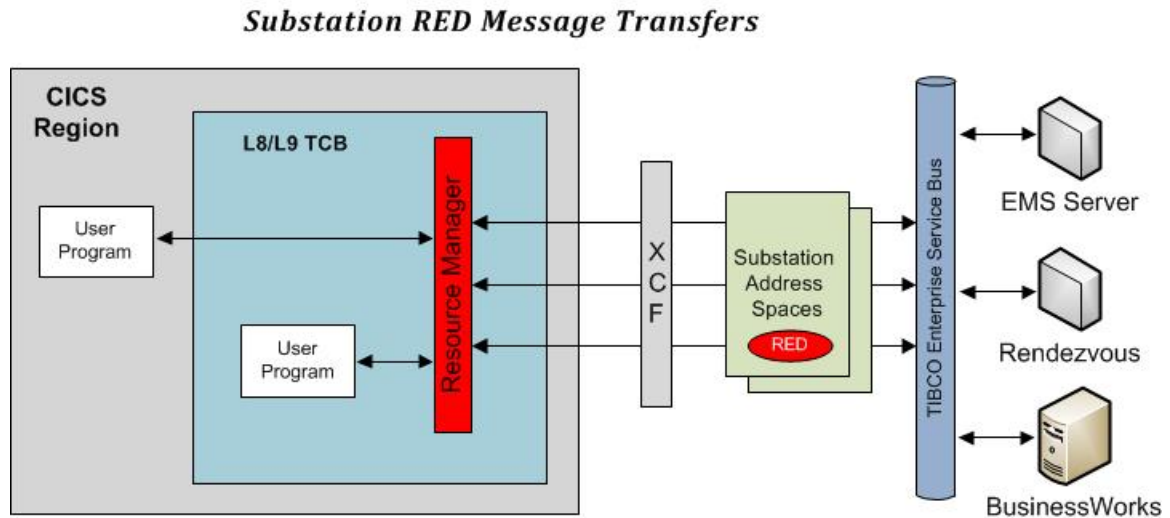 Substation RED Message Transfers
CICS
Region
L8/L9 TCB
User
Program
User
Program
Resource Manager
X
C
F
Substation
Address
Spaces
RED
TIBCO Enterprise Service Bus
EMS Server
Rendezvous
BusinessWorks